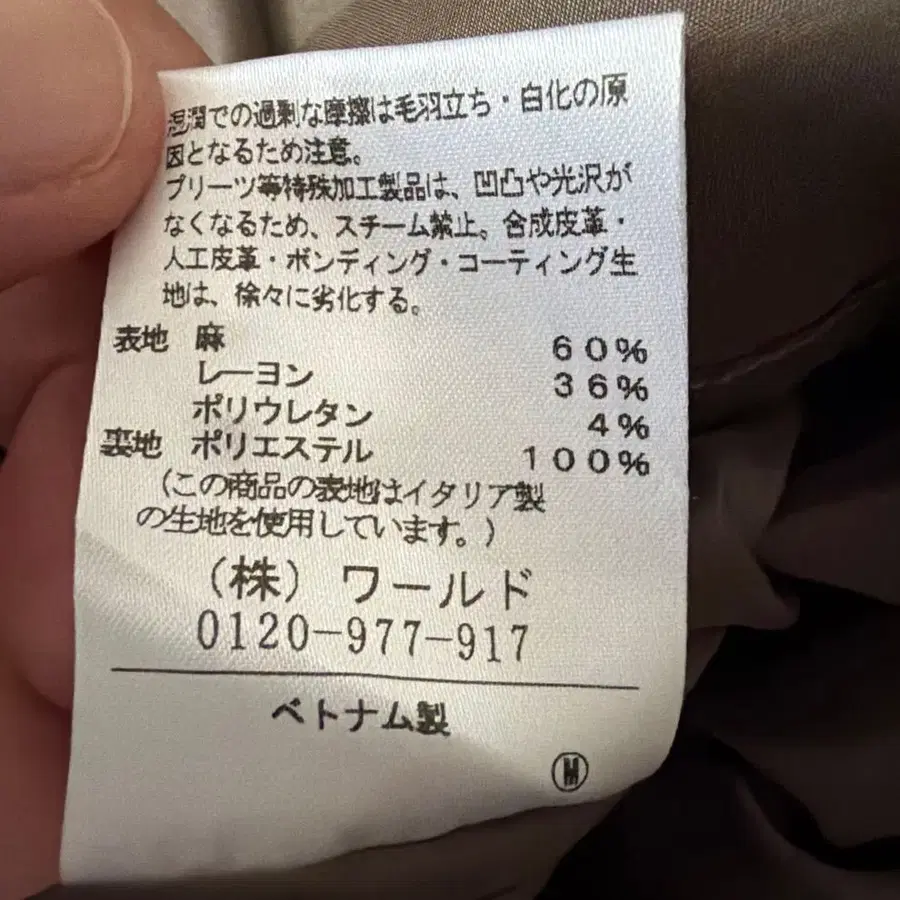 湿潤での過剰な摩擦は毛羽立ち・白化の原
因となるため注意。
プリーツ等特殊加工製品は、凹凸や光沢が
なくなるため、スチーム禁止。合成皮革・
人工皮革・ボンディング・コーティング生
地は、徐々に劣化する。
表地 麻 60%
レーヨン 36%
ポリウレタン 4%
裏地 ポリエステル 100%
(この商品の表地はイタリア製
の生地を使用しています。)
(株) ワールド
0120-977-917
ベトナム製
Ⓜ